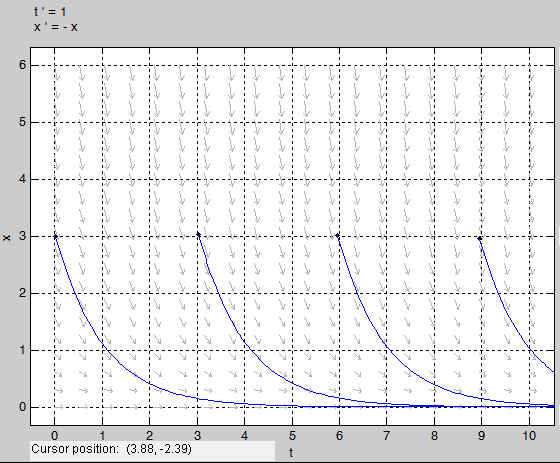 t ' = 1
x ' = - x
6
5
4
3
2
1
0
x
0 1 2 3 4 5 6 7 8 9 10
t
Cursor position: (3.88, -2.39)